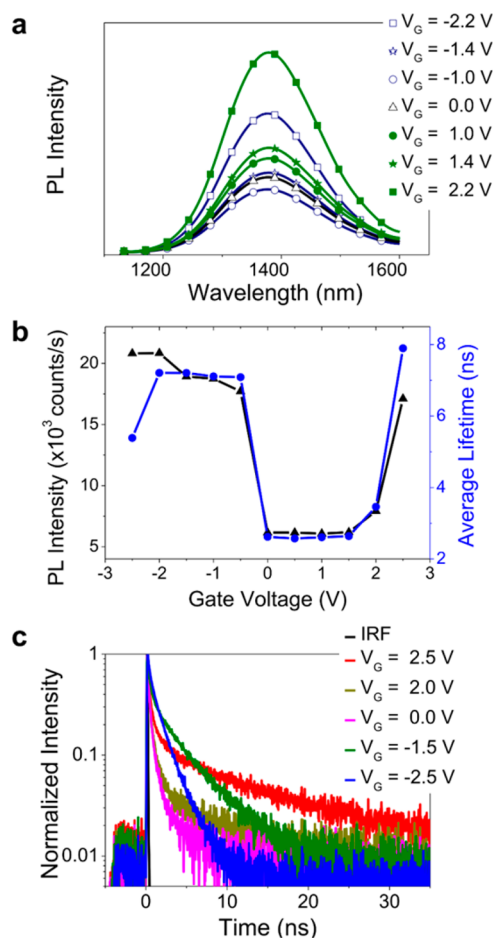 a
PL Intensity
V_G = -2.2 V
V_G = -1.4 V
V_G = -1.0 V
V_G = 0.0 V
V_G = 1.0 V
V_G = 1.4 V
V_G = 2.2 V
1200 1400 1600
Wavelength (nm)
b
PL Intensity (x10³ counts/s)
20
15
10
5
Average Lifetime (ns)
8
6
4
2
-3 -2 -1 0 1 2 3
Gate Voltage (V)
c
IRF
V_G = 2.5 V
V_G = 2.0 V
V_G = 0.0 V
V_G = -1.5 V
V_G = -2.5 V
Normalized Intensity
1
0.1
0.01
0 10 20 30
Time (ns)